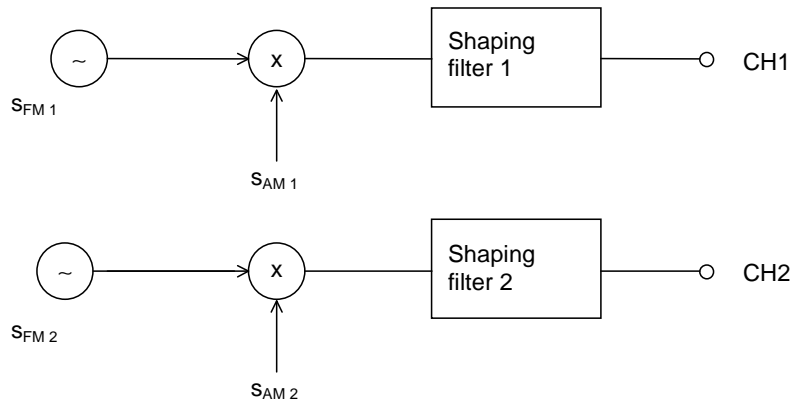 ~
x
Shaping
filter 1
CH1
SFM 1
SAM 1
~
x
Shaping
filter 2
CH2
SFM 2
SAM 2